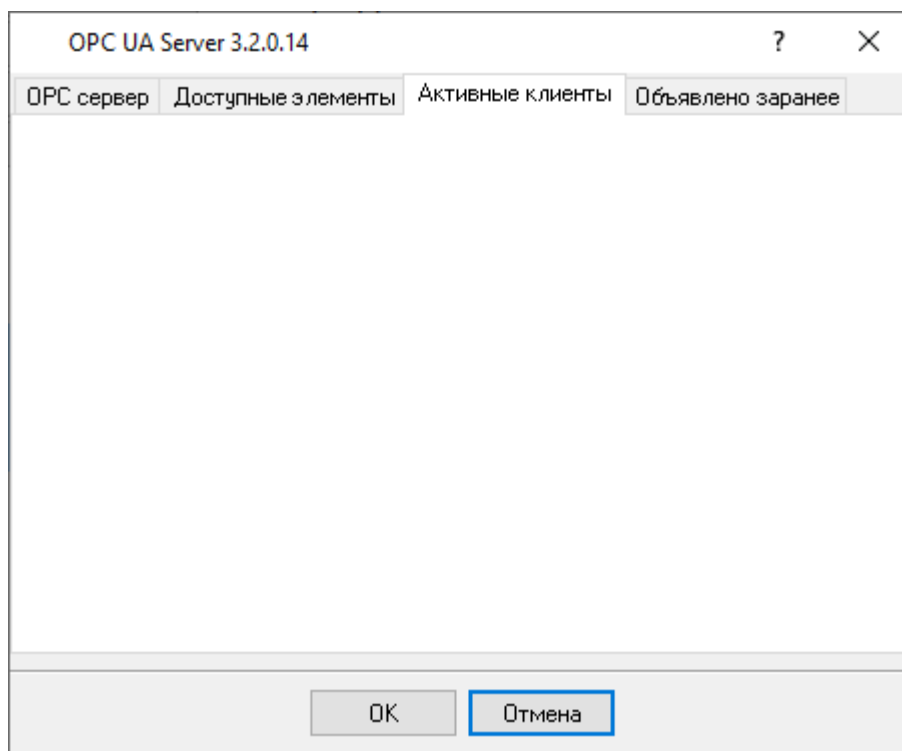 OPC UA Server 3.2.0.14 ?
OPC сервер Доступные элементы Активные клиенты Объявлено заранее
OK Отмена